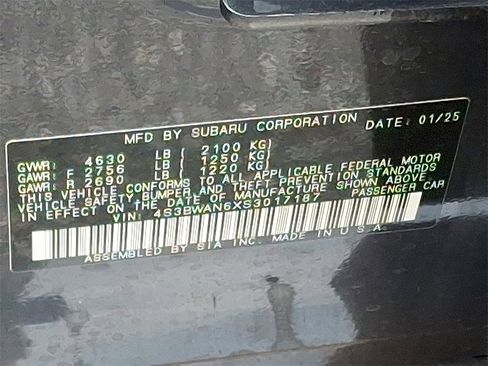 MFD BY SUBARU CORPORATION DATE: 01/25
GVWR: 4630 LB ( 2100 KG)
GAWR: F 2756 LB ( 1250 KG)
GAWR: R 2690 LB ( 1220 KG)
THIS VEHICLE CONFORMS TO ALL APPLICABLE FEDERAL MOTOR
VEHICLE SAFETY BUMPER AND THEFT PREVENTION STANDARDS
IN EFFECT ON THE DATE OF MANUFACTURE SHOWN ABOVE
VIN: 4S3BWAN6XS3017187 PASSENGER CAR
ASSEMBLED BY SIA INC. MADE IN U.S.A.